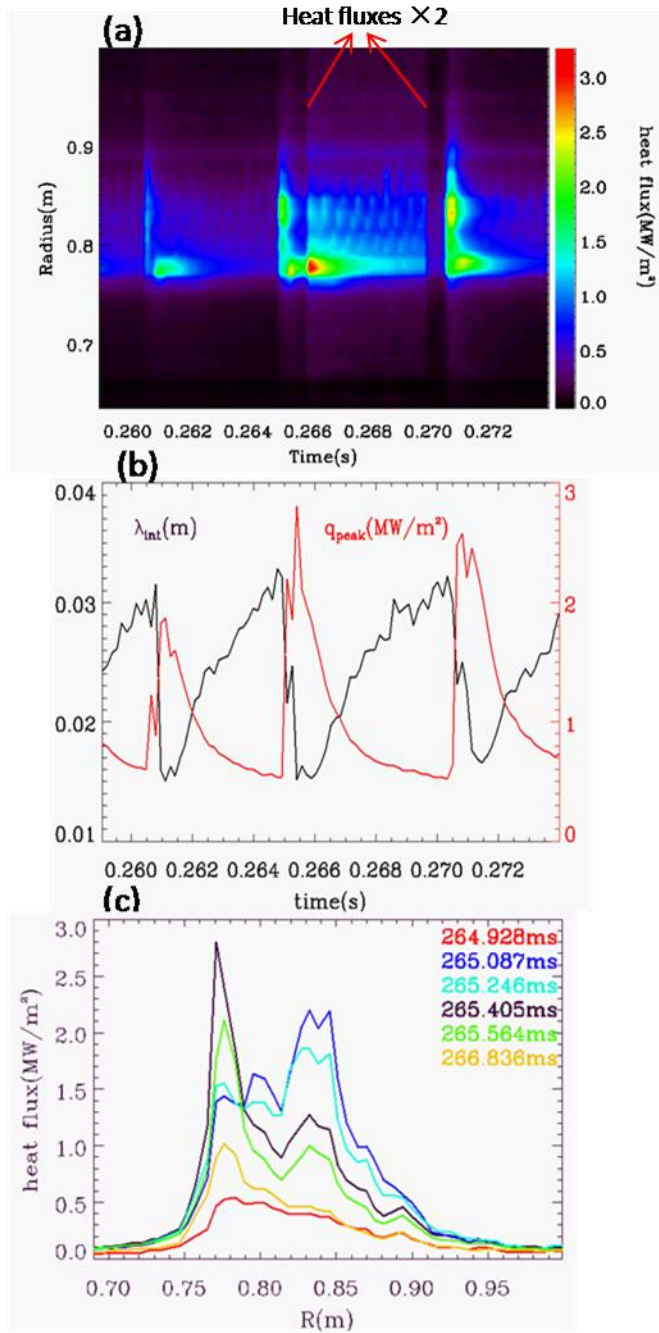 Heat fluxes ×2
(a)
3.0
2.5
2.0
1.5
1.0
0.5
0.0
heat flux(MW/m²)
0.9
0.8
0.7
Radius(m)
0.260 0.262 0.264 0.266 0.268 0.270 0.272
Time(s)
(b)
0.04
0.03
0.02
0.01
λint(m)
qpeak(MW/m²)
3
2
1
0
0.260 0.262 0.264 0.266 0.268 0.270 0.272
time(s)
(c)
3.0
2.5
2.0
1.5
1.0
0.5
0.0
heat flux(MW/m²)
264.928ms
265.087ms
265.246ms
265.405ms
265.564ms
266.836ms
0.70 0.75 0.80 0.85 0.90 0.95
R(m)